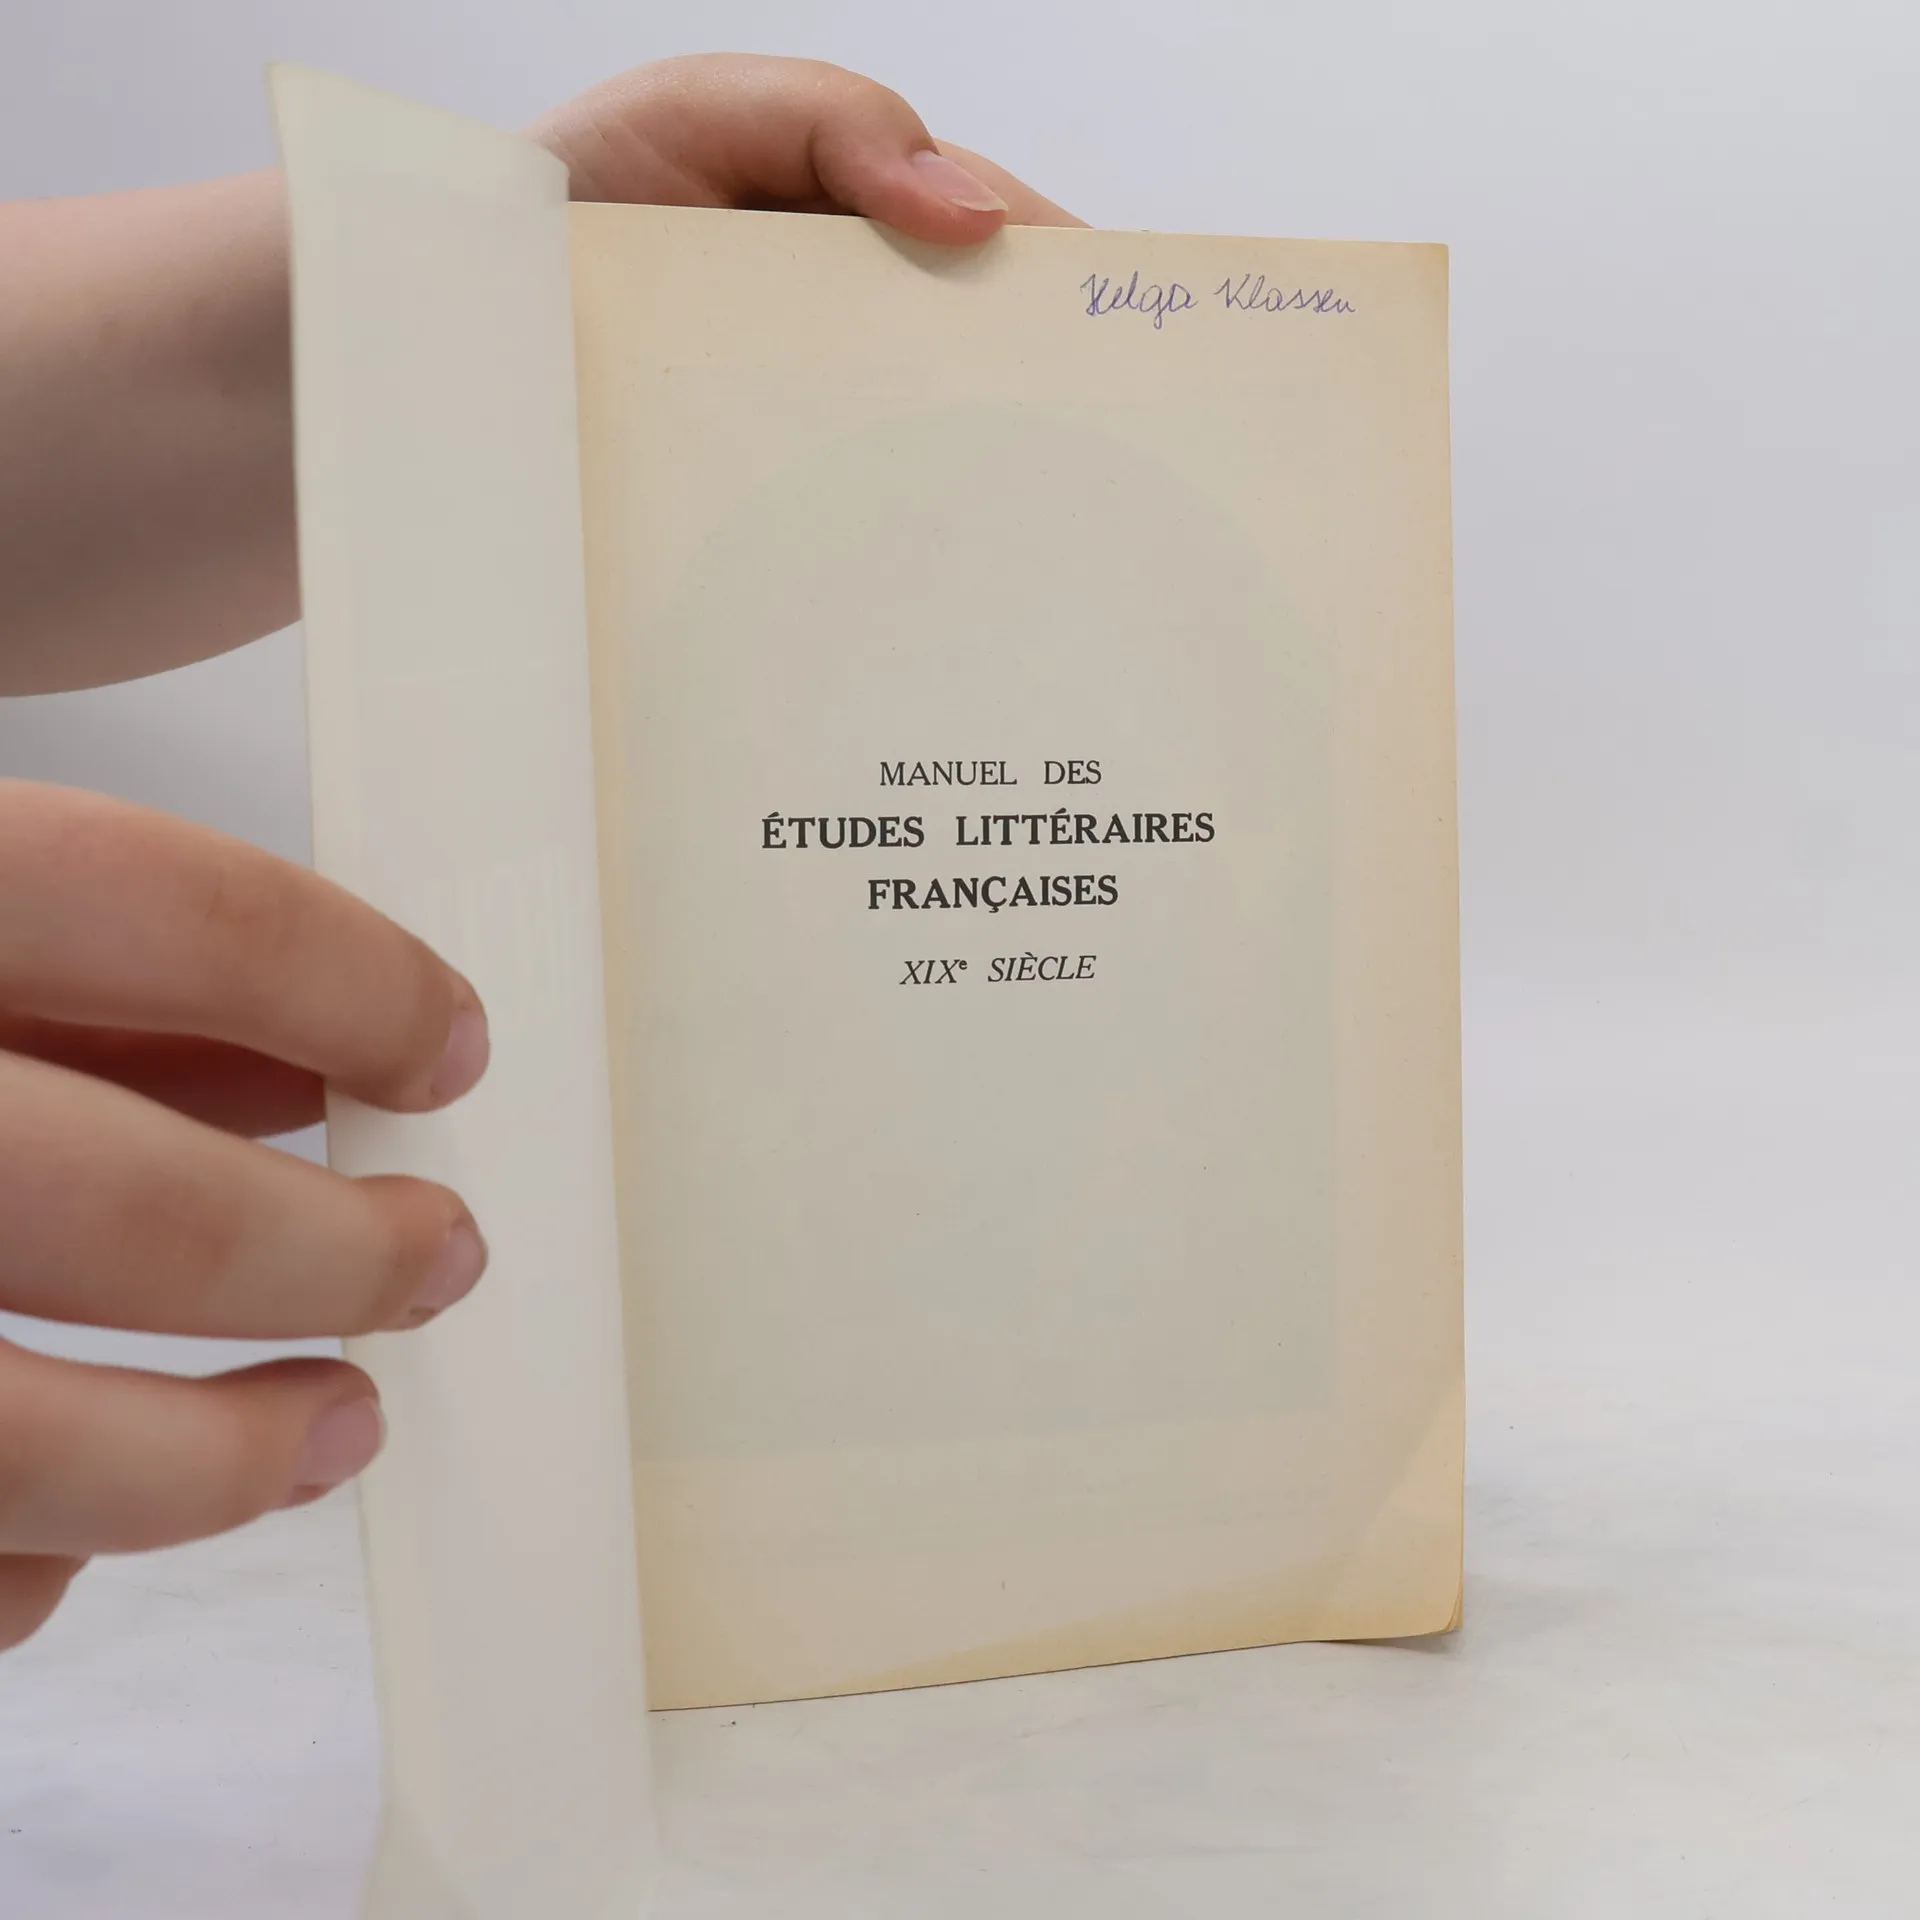 Helga Klassen
MANUEL DES
ÉTUDES LITTÉRAIRES
FRANÇAISES
XIXe SIÈCLE